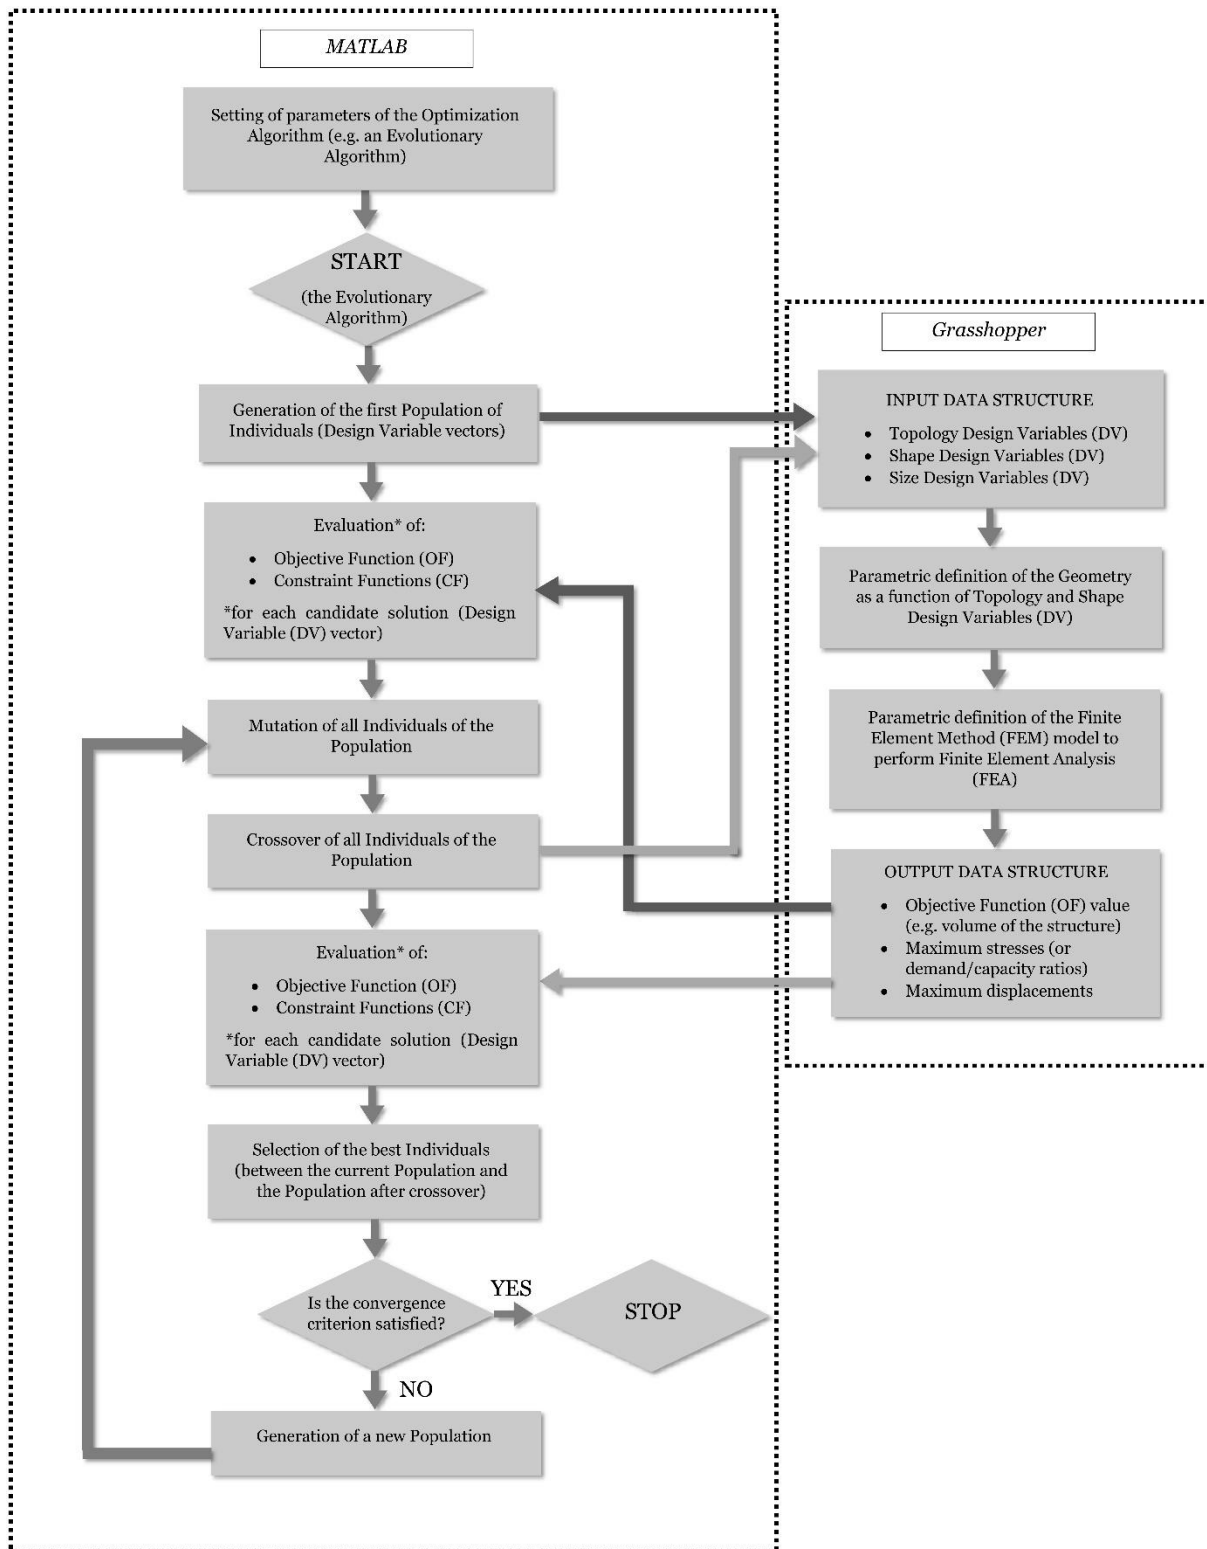 MATLAB
Setting of parameters of the Optimization
Algorithm (e.g. an Evolutionary
Algorithm)
START
(the Evolutionary
Algorithm)
Generation of the first Population of
Individuals (Design Variable vectors)
Evaluation* of:
• Objective Function (OF)
• Constraint Functions (CF)
*for each candidate solution (Design
Variable (DV) vector)
Mutation of all Individuals of the
Population
Crossover of all Individuals of the
Population
Evaluation* of:
• Objective Function (OF)
• Constraint Functions (CF)
*for each candidate solution (Design
Variable (DV) vector)
Selection of the best Individuals
(between the current Population and
the Population after crossover)
Is the convergence
criterion satisfied?
YES
STOP
NO
Generation of a new Population
Grasshopper
INPUT DATA STRUCTURE
• Topology Design Variables (DV)
• Shape Design Variables (DV)
• Size Design Variables (DV)
Parametric definition of the Geometry
as a function of Topology and Shape
Design Variables (DV)
Parametric definition of the Finite
Element Method (FEM) model to
perform Finite Element Analysis
(FEA)
OUTPUT DATA STRUCTURE
• Objective Function (OF) value
(e.g. volume of the structure)
• Maximum stresses (or
demand/capacity ratios)
• Maximum displacements